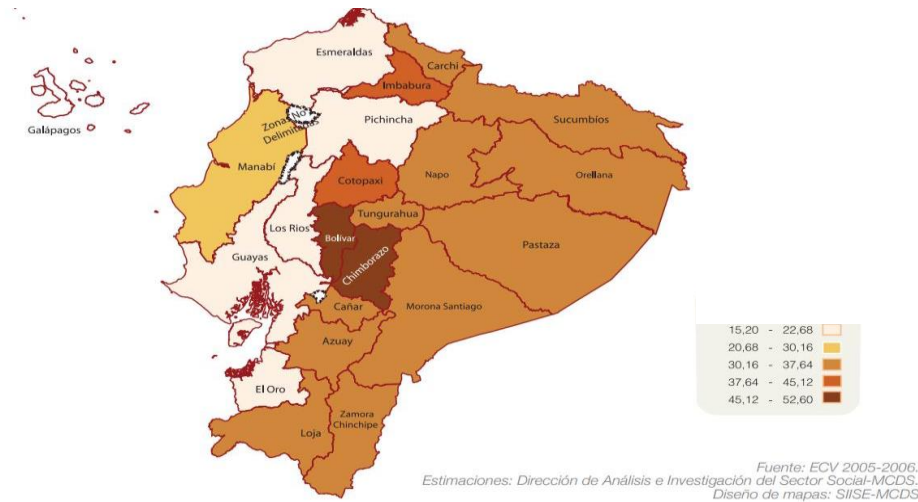 Esmeraldas
Carchi
Imbabura
Galápagos
Zonas No
Delimitadas
Pichincha
Sucumbíos
Manabí
Cotopaxi
Napo
Orellana
Tungurahua
Los Rios
Bolívar
Pastaza
Guayas
Chimborazo
Cañar
Morona Santiago
Azuay
El Oro
Zamora
Chinchipe
Loja
15,20 - 22,68
20,68 - 30,16
30,16 - 37,64
37,64 - 45,12
45,12 - 52,60
Fuente: ECV 2005-2006.
Estimaciones: Dirección de Análisis e Investigación del Sector Social-MCDS.
Diseño de mapas: SIISE-MCDS